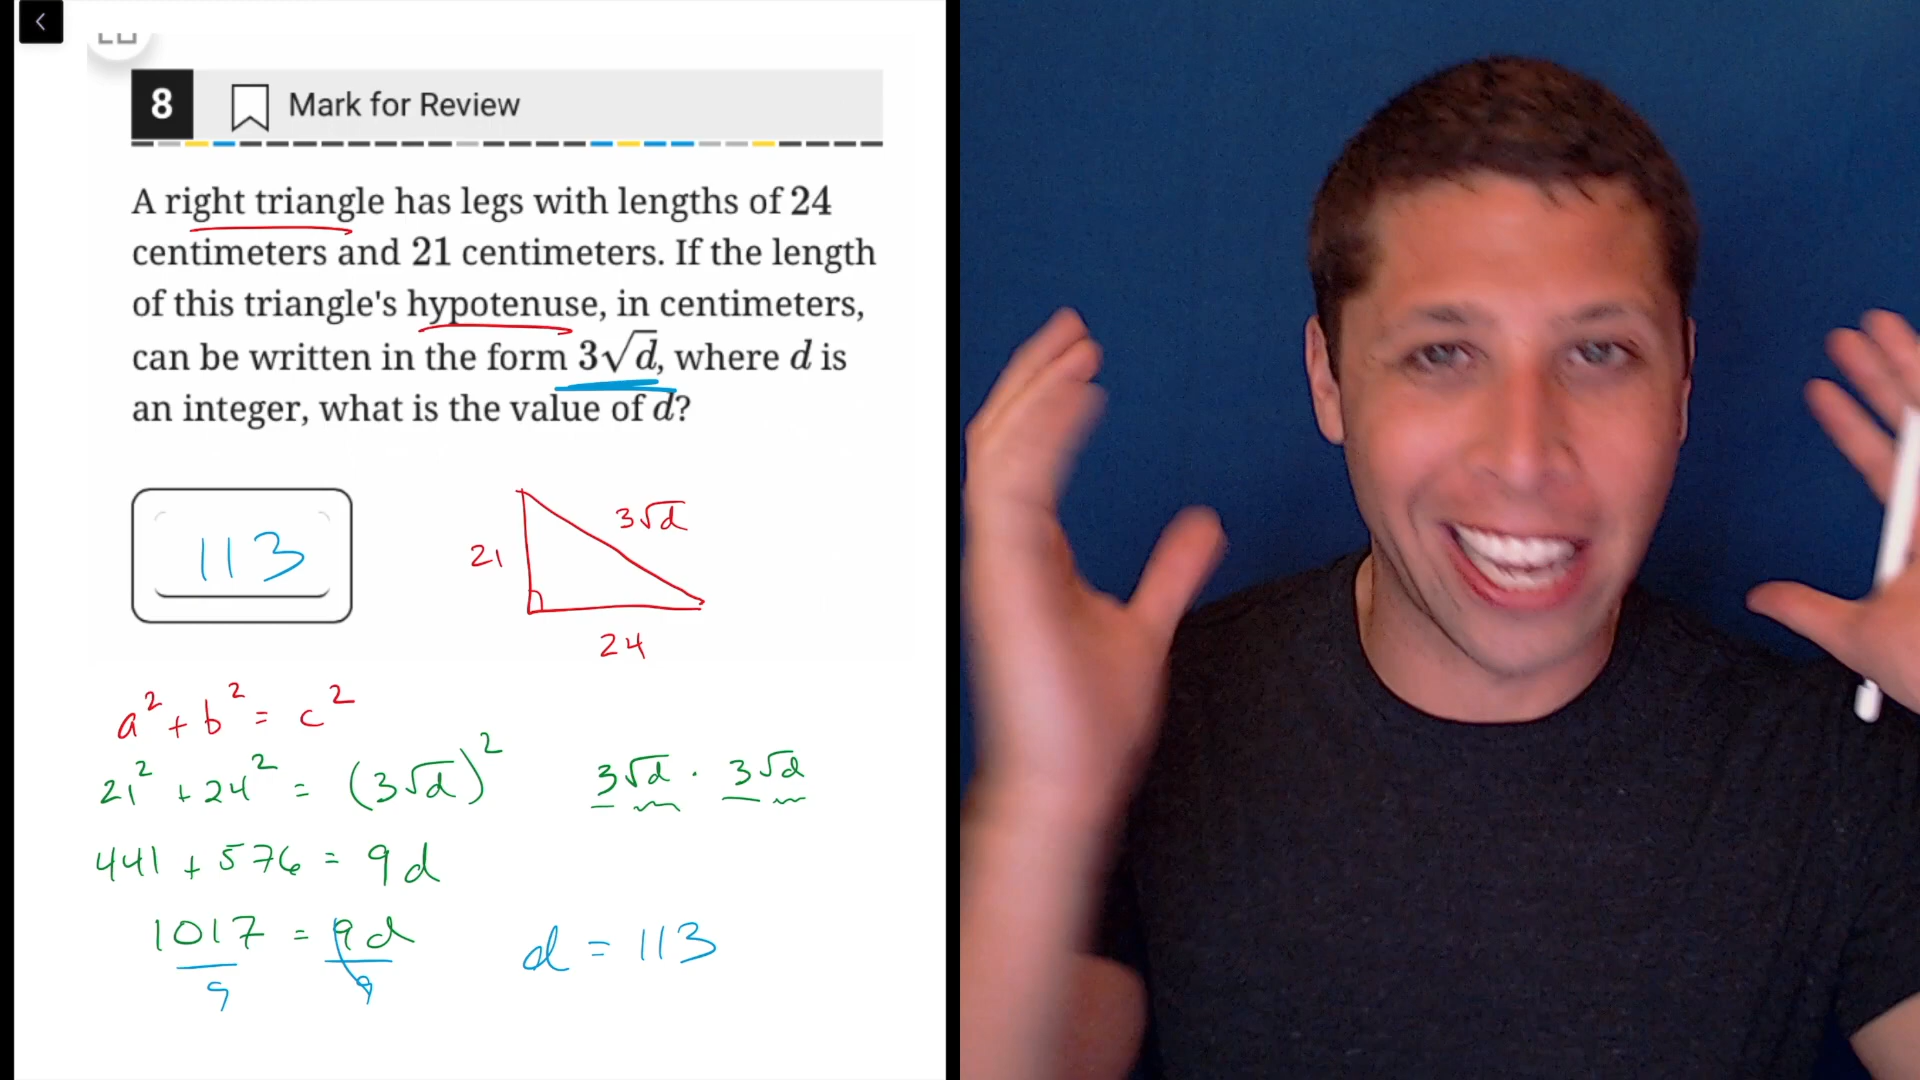 8 Mark for Review
A right triangle has legs with lengths of 24
centimeters and 21 centimeters. If the length
of this triangle's hypotenuse, in centimeters,
can be written in the form 3√d, where d is
an integer, what is the value of d?
113
3√d
21
24
a² + b² = c²
21² + 24² = (3√d)²
3√d · 3√d
441 + 576 = 9d
1017 = 9d
9 9
d = 113